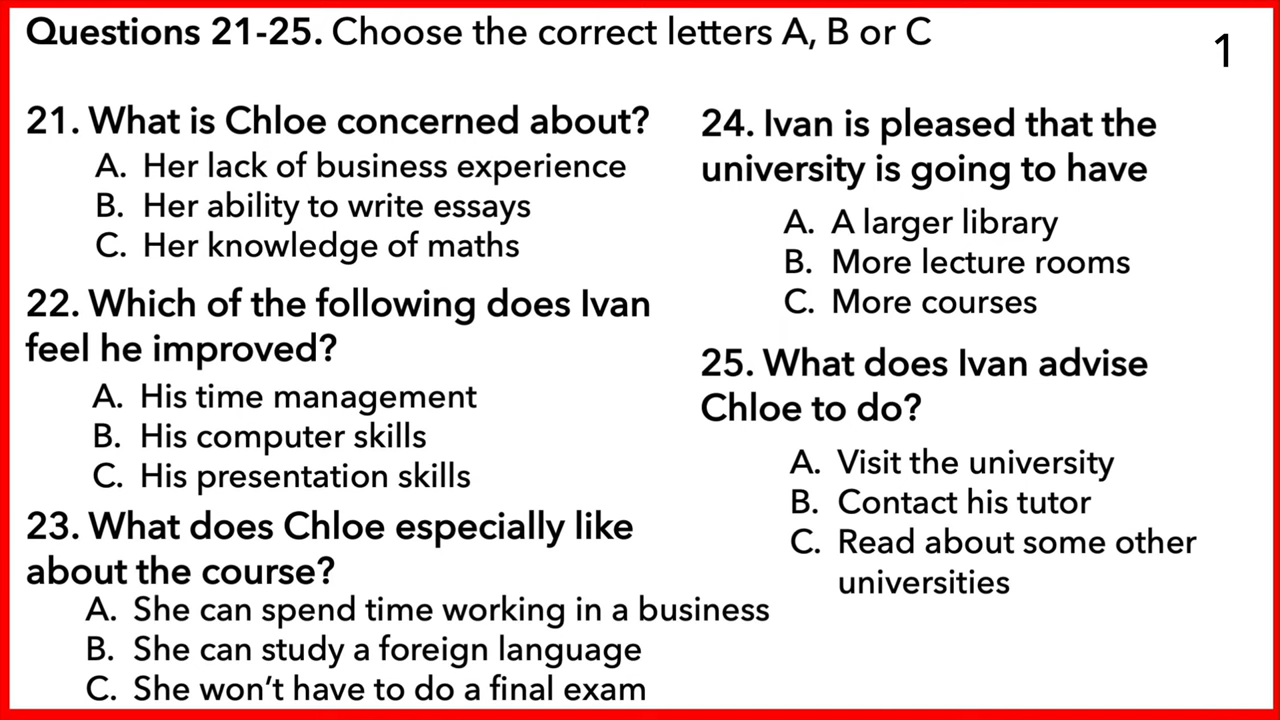 Questions 21-25. Choose the correct letters A, B or C
1
21. What is Chloe concerned about?
A. Her lack of business experience
B. Her ability to write essays
C. Her knowledge of maths
22. Which of the following does Ivan
feel he improved?
A. His time management
B. His computer skills
C. His presentation skills
23. What does Chloe especially like
about the course?
A. She can spend time working in a business
B. She can study a foreign language
C. She won't have to do a final exam
24. Ivan is pleased that the
university is going to have
A. A larger library
B. More lecture rooms
C. More courses
25. What does Ivan advise
Chloe to do?
A. Visit the university
B. Contact his tutor
C. Read about some other
universities